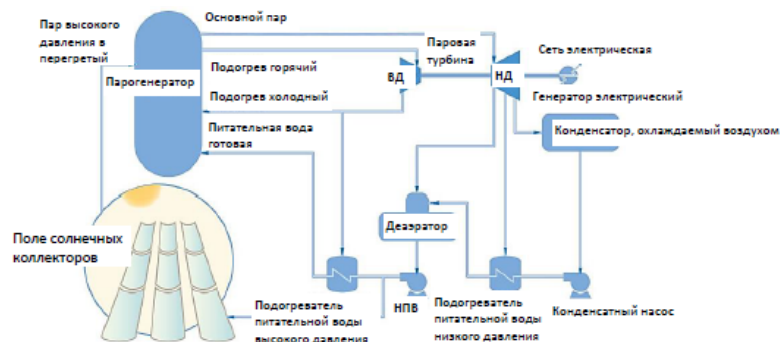 Пар высокого
давления в
перегретый
Основной пар
Парогенератор
Подогрев горячий
Подогрев холодный
Питательная вода
готовая
Паровая
турбина
ВД
НД
Сеть электрическая
Генератор электрический
Конденсатор, охлаждаемый воздухом
Деаэратор
Поле солнечных
коллекторов
Подогреватель
питательной воды
высокого давления
НПВ
Подогреватель
питательной воды
низкого давления
Конденсатный насос